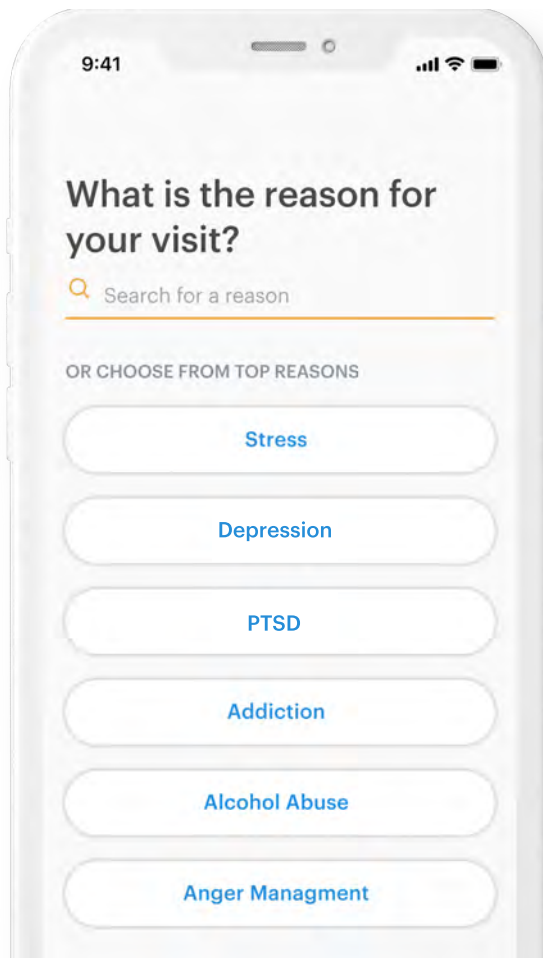 9:41
What is the reason for
your visit?
Search for a reason
OR CHOOSE FROM TOP REASONS
Stress
Depression
PTSD
Addiction
Alcohol Abuse
Anger Managment